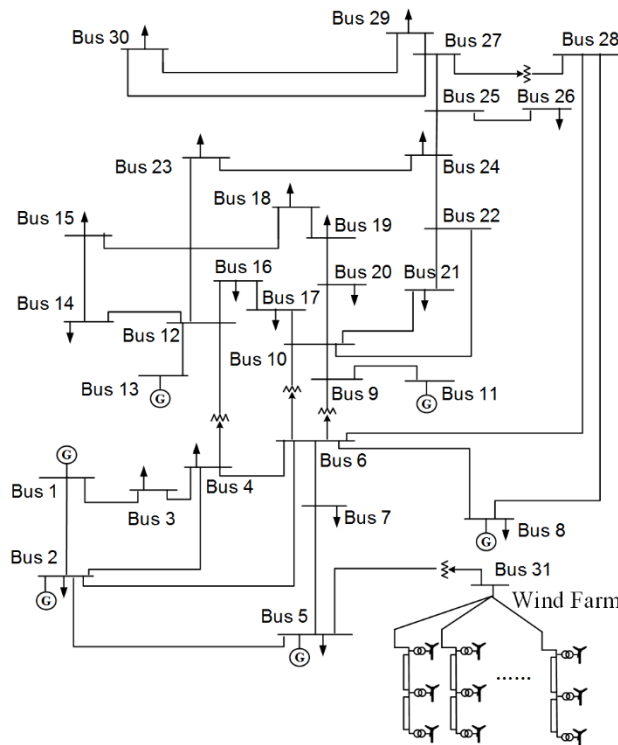 Bus 29
Bus 30
Bus 27
Bus 28
Bus 25
Bus 26
Bus 23
Bus 24
Bus 18
Bus 15
Bus 22
Bus 19
Bus 16
Bus 20
Bus 21
Bus 17
Bus 14
Bus 12
Bus 10
Bus 9
Bus 13
Bus 11
G
G
G
Bus 6
Bus 4
Bus 1
Bus 3
Bus 7
Bus 8
G
Bus 2
Bus 31
G
Wind Farm
Bus 5
G
......